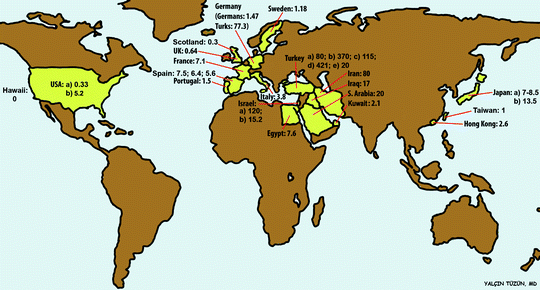 Germany
(Germans: 1.47
Turks: 77.3)
Sweden: 1.18
Scotland: 0.3
UK: 0.64
France: 7.1
Spain: 7.5; 6.4; 5.6
Portugal: 1.5
Italy: 3.8
Turkey
a) 80; b) 370; c) 115;
d) 421; e) 20
Iran: 80
Iraq: 17
S. Arabia: 20
Kuwait: 2.1
Israel:
a) 120;
b) 15.2
Egypt: 7.6
Hawaii:
0
USA: a) 0.33
b) 5.2
Japan: a) 7-8.5
b) 13.5
Taiwan: 1
Hong Kong: 2.6
YALÇIN TÜZÜN, MD